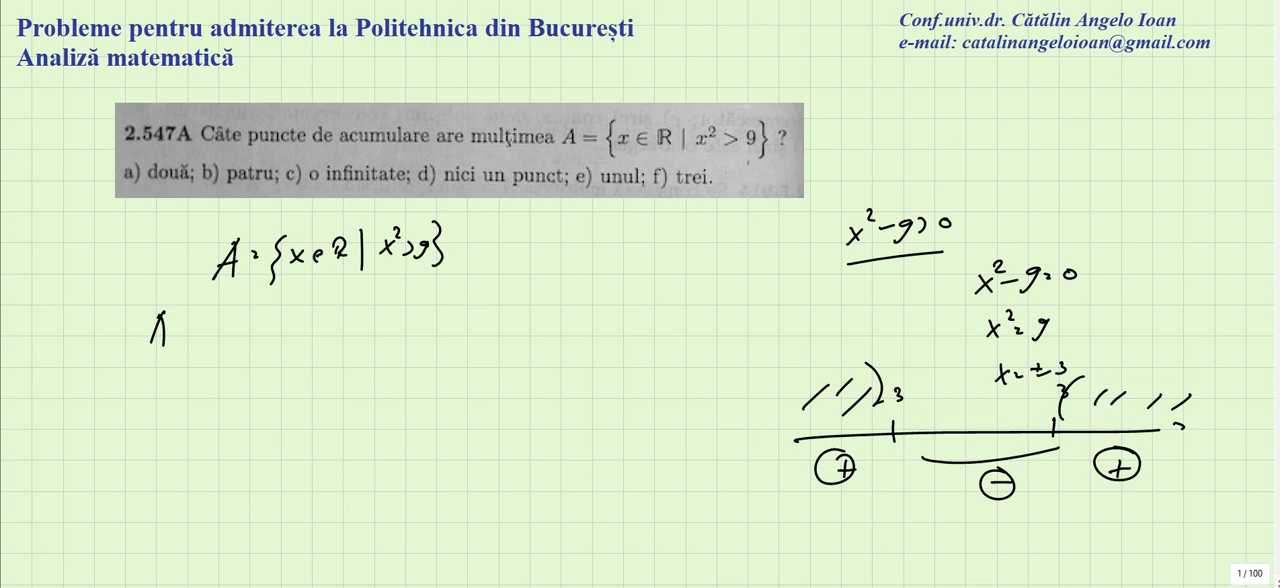 Probleme pentru admiterea la Politehnica din București
Analiză matematică
Conf.univ.dr. Cătălin Angelo Ioan
e-mail: catalinangeloioan@gmail.com
2.547A Câte puncte de acumulare are mulţimea A = {x ∈ ℝ | x² > 9} ?
a) două; b) patru; c) o infinitate; d) nici un punct; e) unul; f) trei.
A = {x ∈ ℝ | x² > 9}
x² - 9 > 0
x² - 9 = 0
x² = 9
x = ± 3
-3 3
+ - +
1 / 100